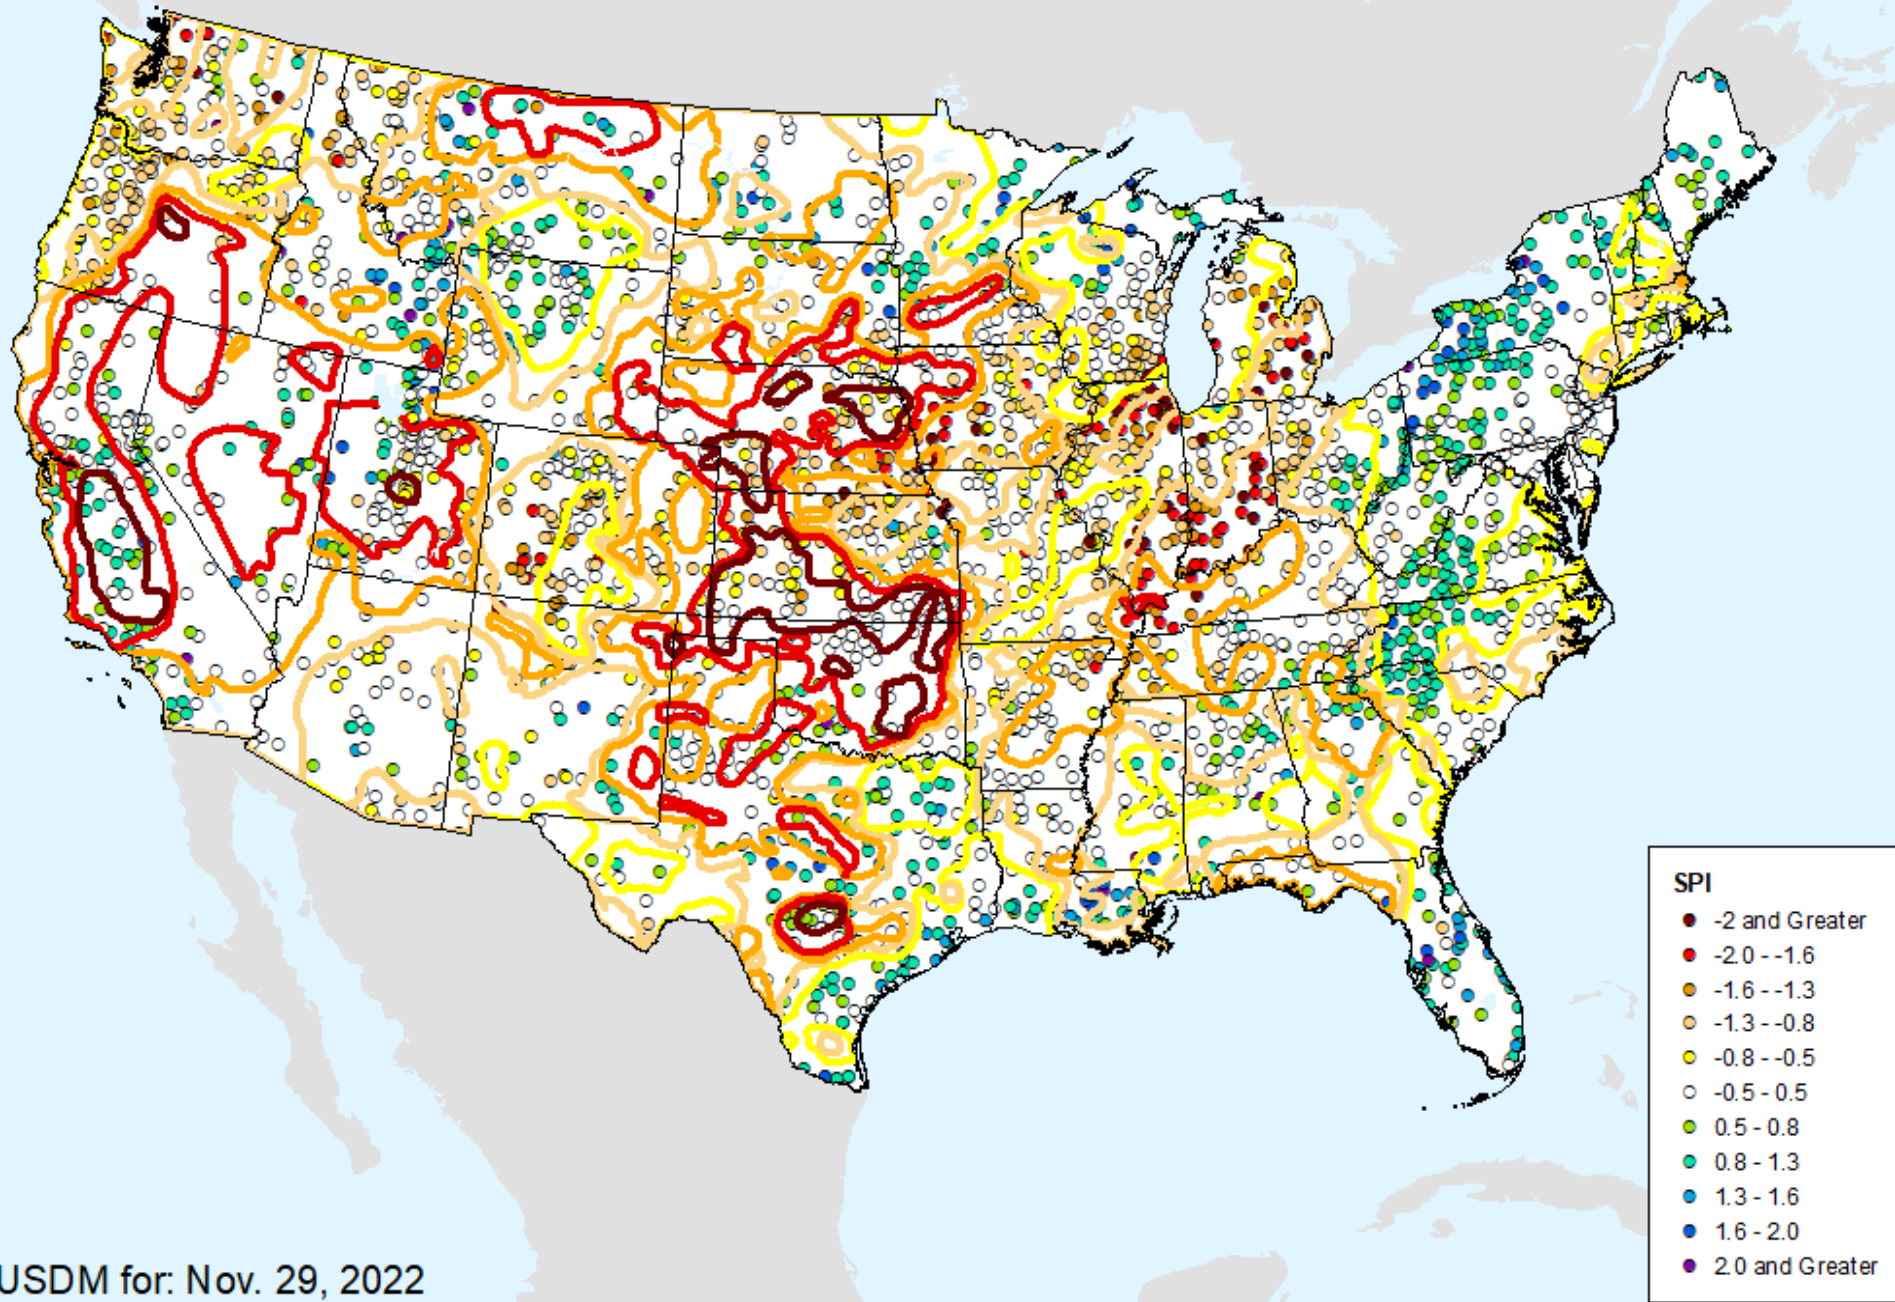 SPI
-2 and Greater
-2.0 - -1.6
-1.6 - -1.3
-1.3 - -0.8
-0.8 - -0.5
-0.5 - 0.5
0.5 - 0.8
0.8 - 1.3
1.3 - 1.6
1.6 - 2.0
2.0 and Greater
USDM for: Nov. 29, 2022